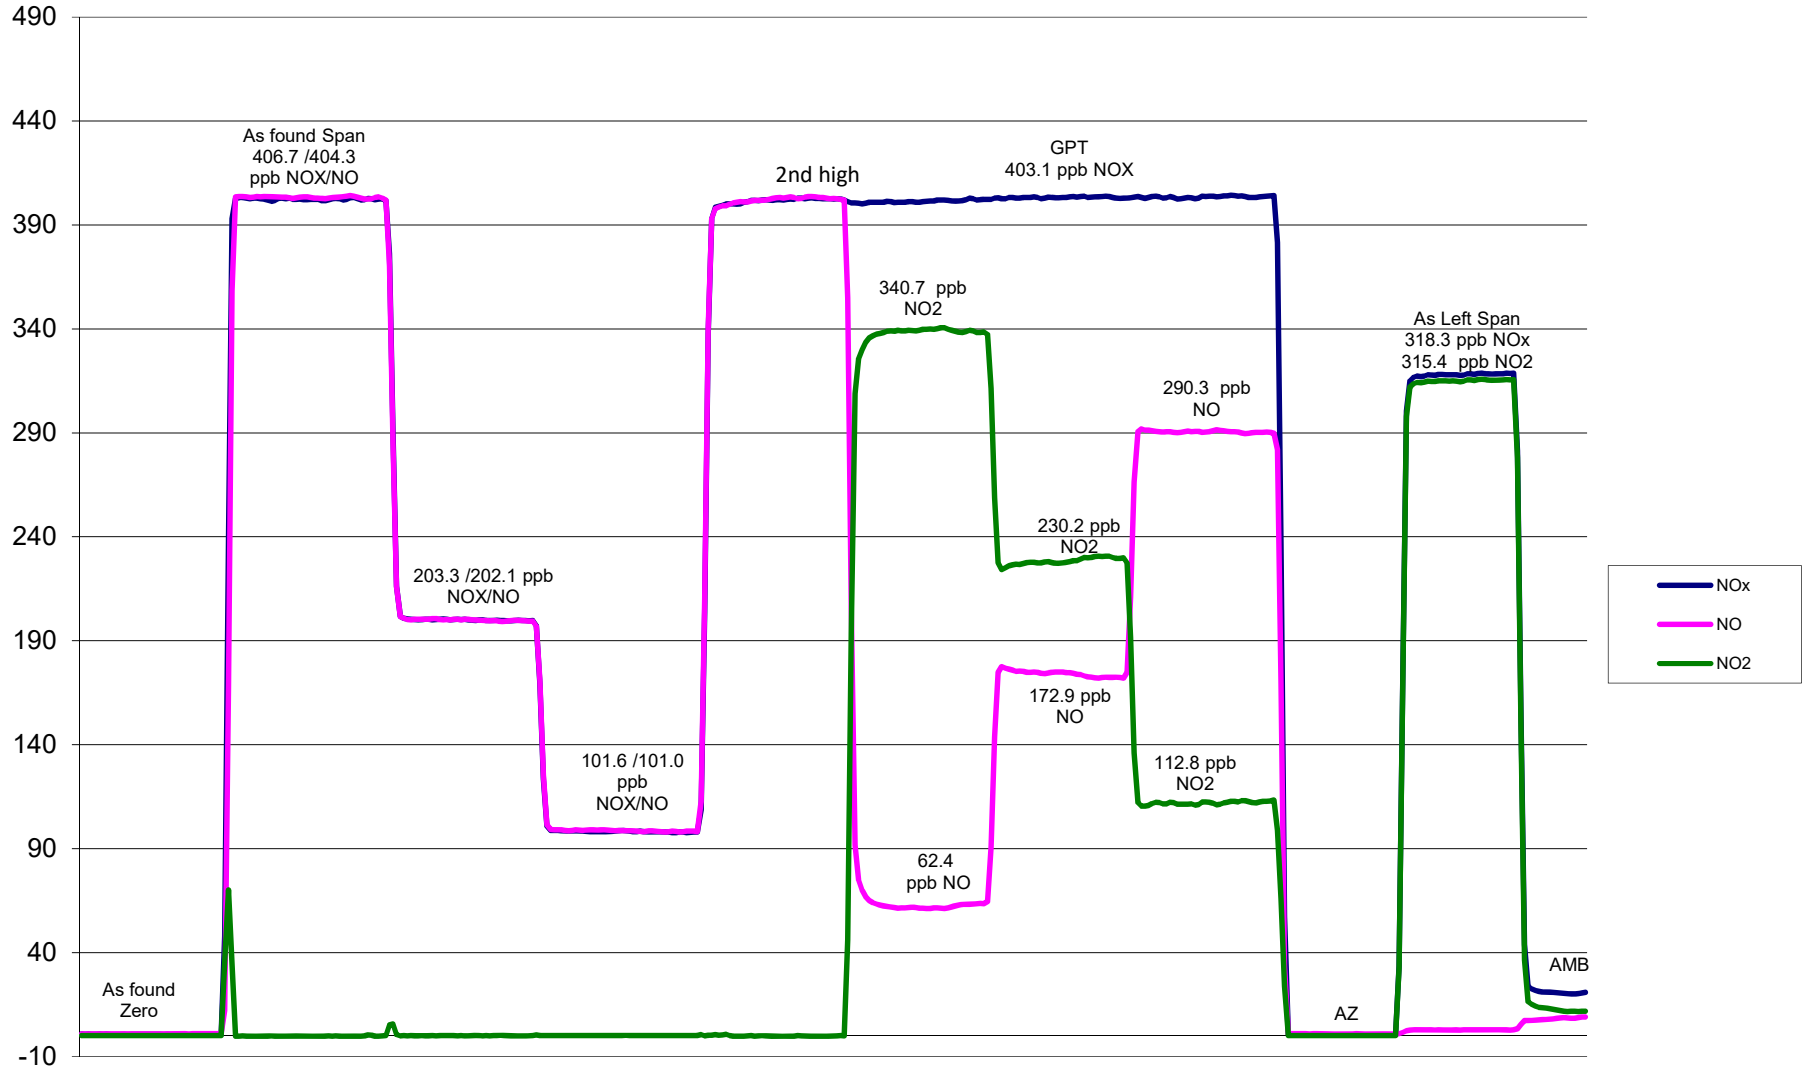 490
440
390
340
290
240
190
140
90
40
-10
As found Span
406.7 /404.3
ppb NOX/NO
203.3 /202.1 ppb
NOX/NO
101.6 /101.0
ppb
NOX/NO
2nd high
GPT
403.1 ppb NOX
340.7 ppb
NO2
230.2 ppb
NO2
290.3 ppb
NO
172.9 ppb
NO
112.8 ppb
NO2
62.4
ppb NO
As Left Span
318.3 ppb NOx
315.4 ppb NO2
As found
Zero
AZ
AMB
NOx
NO
NO2